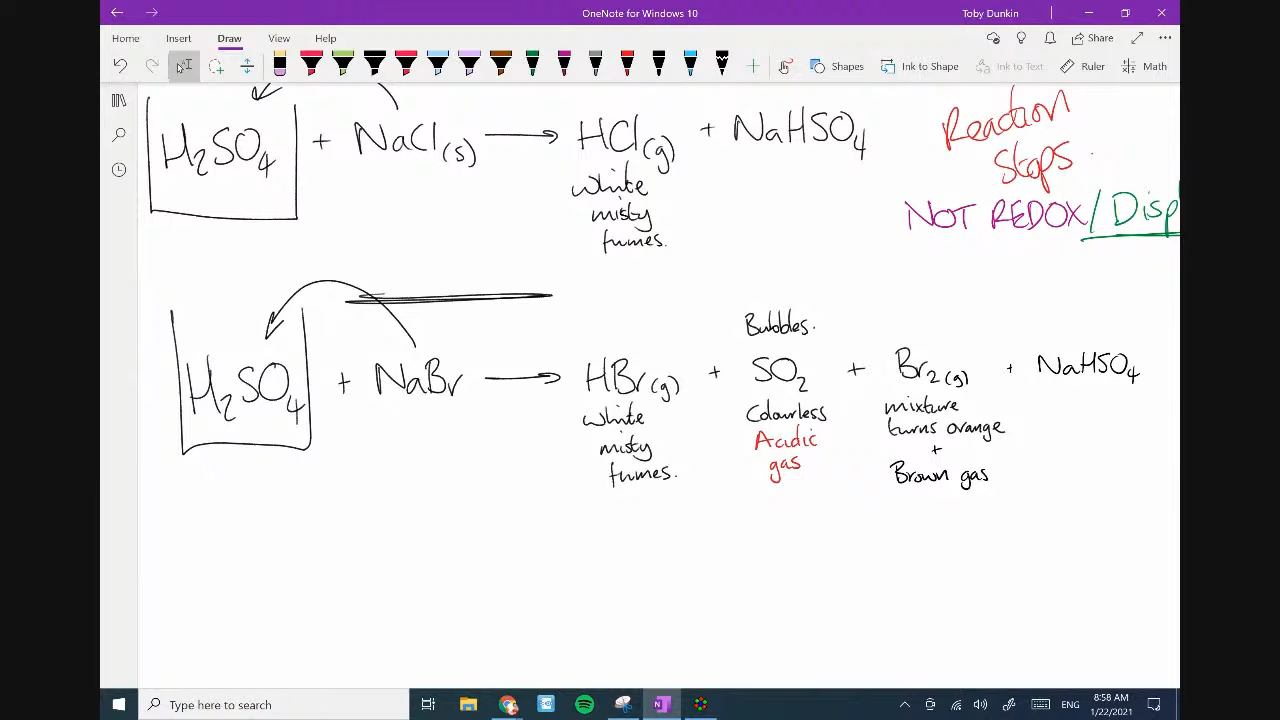 OneNote for Windows 10
Toby Dunkin
Home Insert Draw View Help
Share
Shapes
Ink to Shape
Ink to Text
Ruler
Math
H2SO4 + NaCl(s) → HCl(g) + NaHSO4
white
misty
fumes.
Reaction
stops
NOT REDOX / Disp
Bubbles.
H2SO4 + NaBr → HBr(g) + SO2 + Br2(g) + NaHSO4
white
misty
fumes.
Colourless
Acidic
gas
mixture
turns orange
+
Brown gas
Type here to search
ENG
8:58 AM
1/22/2021